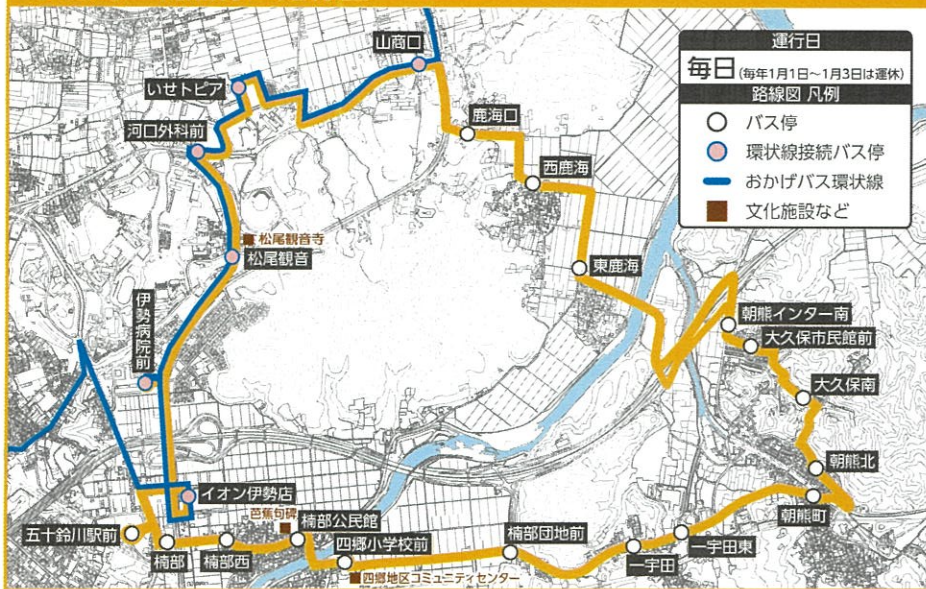 山商口
いせトピア
河口外科前
鹿海口
西鹿海
松尾観音寺
松尾観音
東鹿海
伊勢病院前
朝熊インター南
大久保市民館前
大久保南
朝熊北
イオン伊勢店
芭蕉句碑
楠部公民館
朝熊町
五十鈴川駅前
楠部
楠部西
四郷小学校前
楠部団地前
一宇田
一宇田東
四郷地区コミュニティセンター
運行日
毎日(毎年1月1日～1月3日は運休)
路線図 凡例
バス停
環状線接続バス停
おかげバス環状線
文化施設など